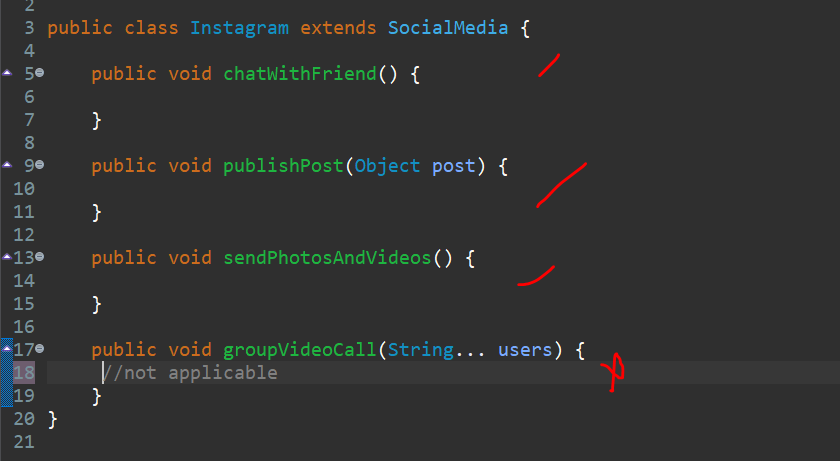 2
3 public class Instagram extends SocialMedia {
4
5 public void chatWithFriend() {
6
7 }
8
9 public void publishPost(Object post) {
10
11 }
12
13 public void sendPhotosAndVideos() {
14
15 }
16
17 public void groupVideoCall(String... users) {
18 //not applicable
19 }
20 }
21